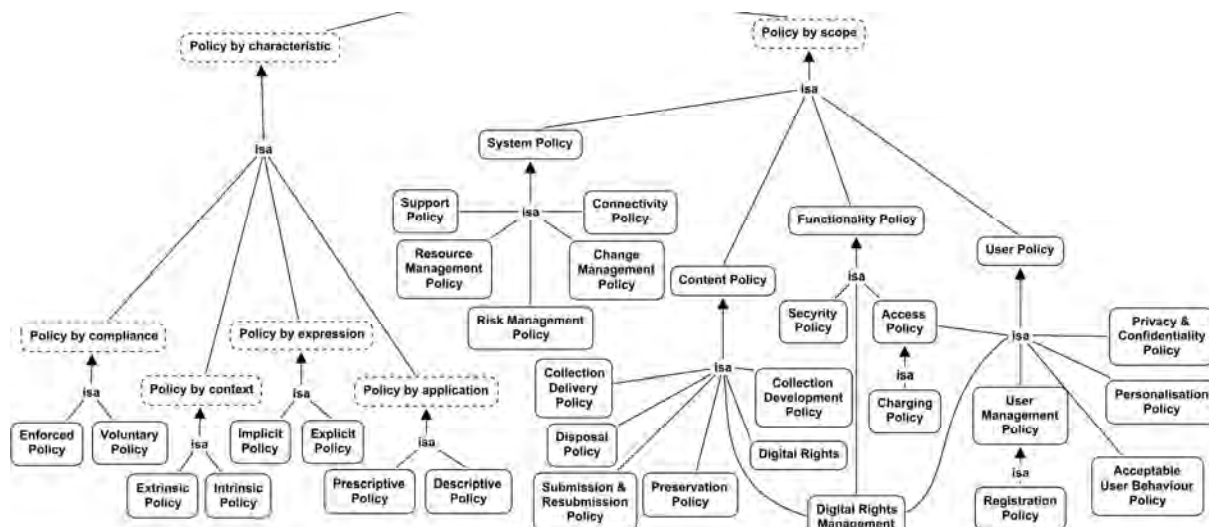 Policy by characteristic
Policy by scope
isa
isa
System Policy
Support
Policy
isa
Connectivity
Policy
Resource
Management
Policy
Change
Management
Policy
Risk Management
Policy
Functionality Policy
User Policy
Content Policy
isa
Secyrity
Policy
Access
Policy
isa
Privacy &
Confidentiality
Policy
Policy by compliance
Policy by expression
Policy by context
Policy by application
isa
isa
isa
isa
Enforced
Policy
Voluntary
Policy
Implicit
Policy
Explicit
Policy
Extrinsic
Policy
Intrinsic
Policy
Prescriptive
Policy
Descriptive
Policy
isa
Collection
Delivery Policy
Collection
Development
Policy
Disposal
Policy
Digital Rights
Submission &
Resubmission
Policy
Preservation
Policy
Digital Rights
Management
isa
Charging
Policy
User
Management
Policy
Personalisation
Policy
isa
Registration
Policy
Acceptable
User Behaviour
Policy